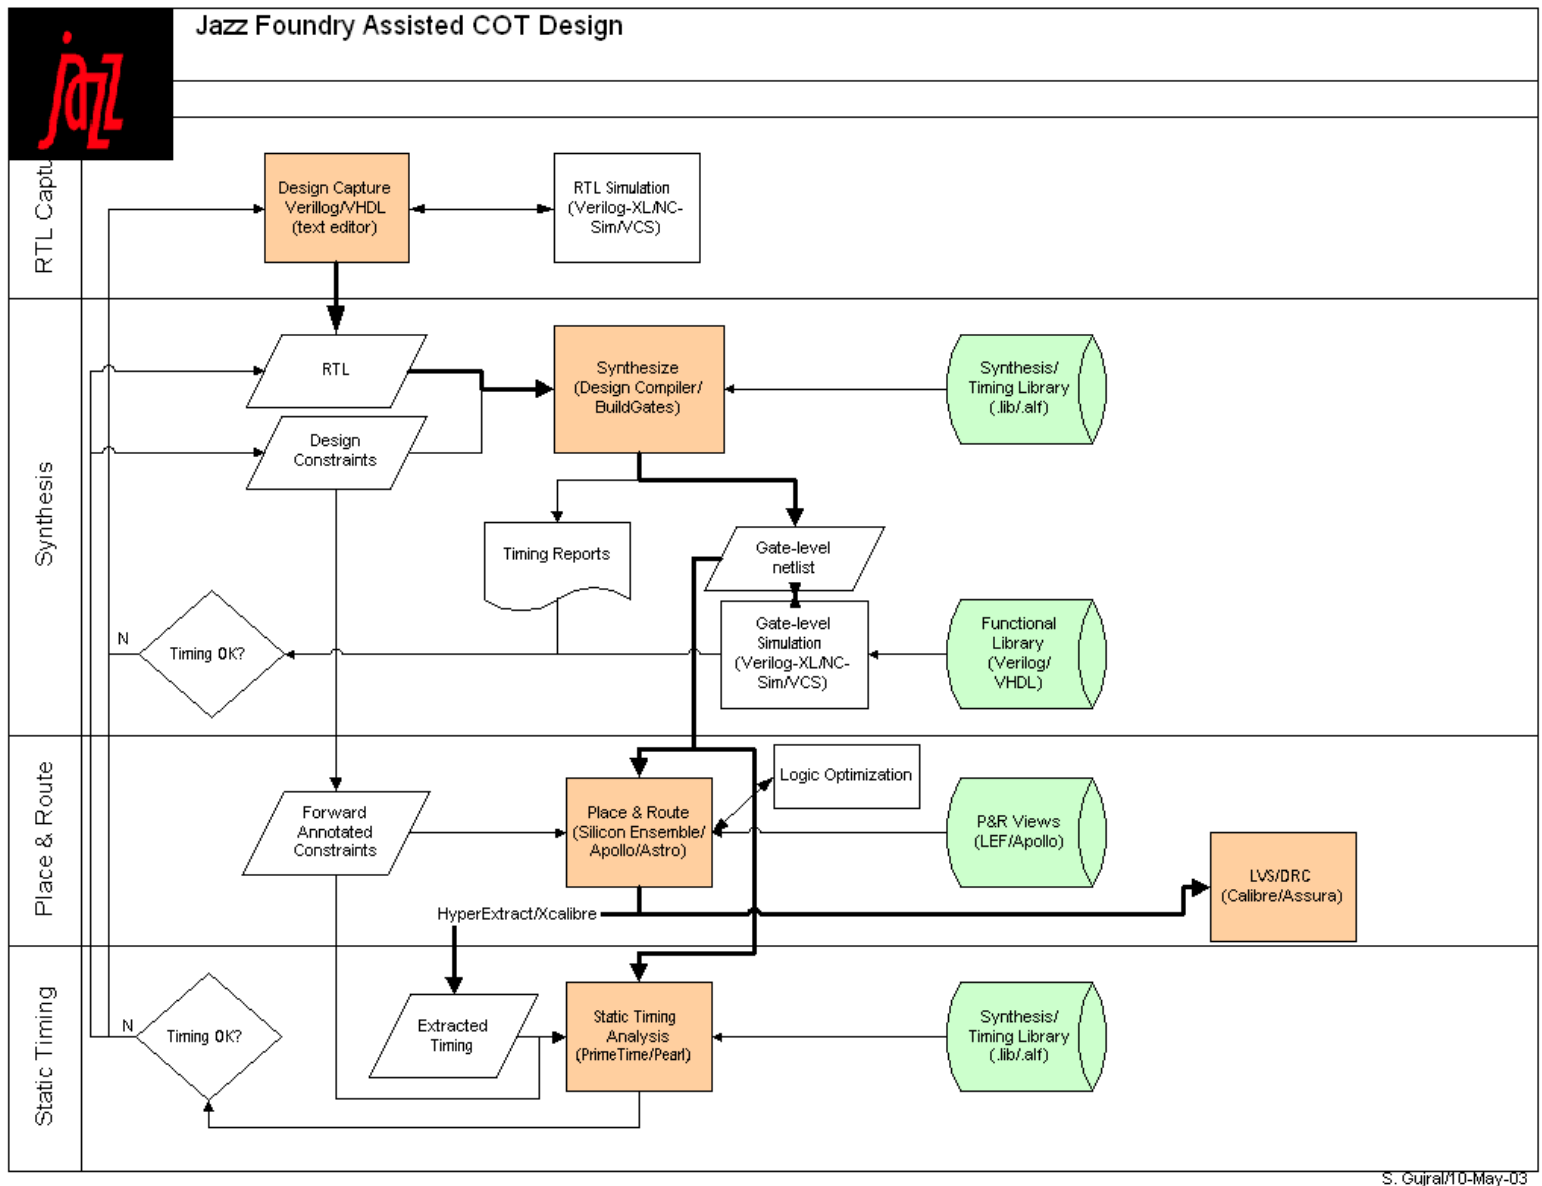 Jazz Foundry Assisted COT Design
jazz
RTL Captu
Design Capture
Verillog/VHDL
(text editor)
RTL Simulation
(Verilog-XL/NC-
Sim/VCS)
Synthesis
RTL
Design
Constraints
Synthesize
(Design Compiler/
BuildGates)
Synthesis/
Timing Library
(.lib/.alf)
Timing Reports
Gate-level
netlist
N
Timing OK?
Gate-level
Simulation
(Verilog-XL/NC-
Sim/VCS)
Functional
Library
(Verilog/
VHDL)
Place & Route
Forward
Annotated
Constraints
Place & Route
(Silicon Ensemble/
Apollo/Astro)
Logic Optimization
P&R Views
(LEF/Apollo)
LVS/DRC
(Calibre/Assura)
HyperExtract/Xcalibre
Static Timing
N
Timing OK?
Extracted
Timing
Static Timing
Analysis
(PrimeTime/Pearl)
Synthesis/
Timing Library
(.lib/.alf)
S. Gujral/10-May-03